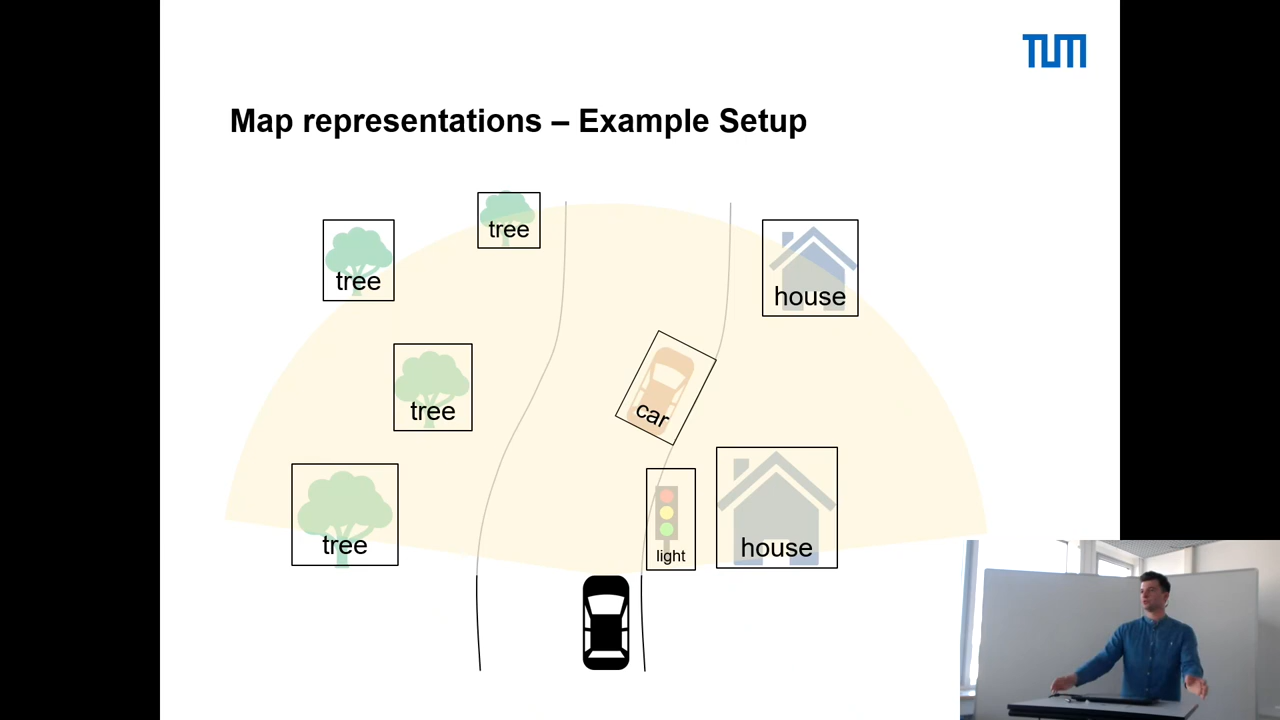 TUM
Map representations – Example Setup
tree
tree
house
tree
car
tree
light
house